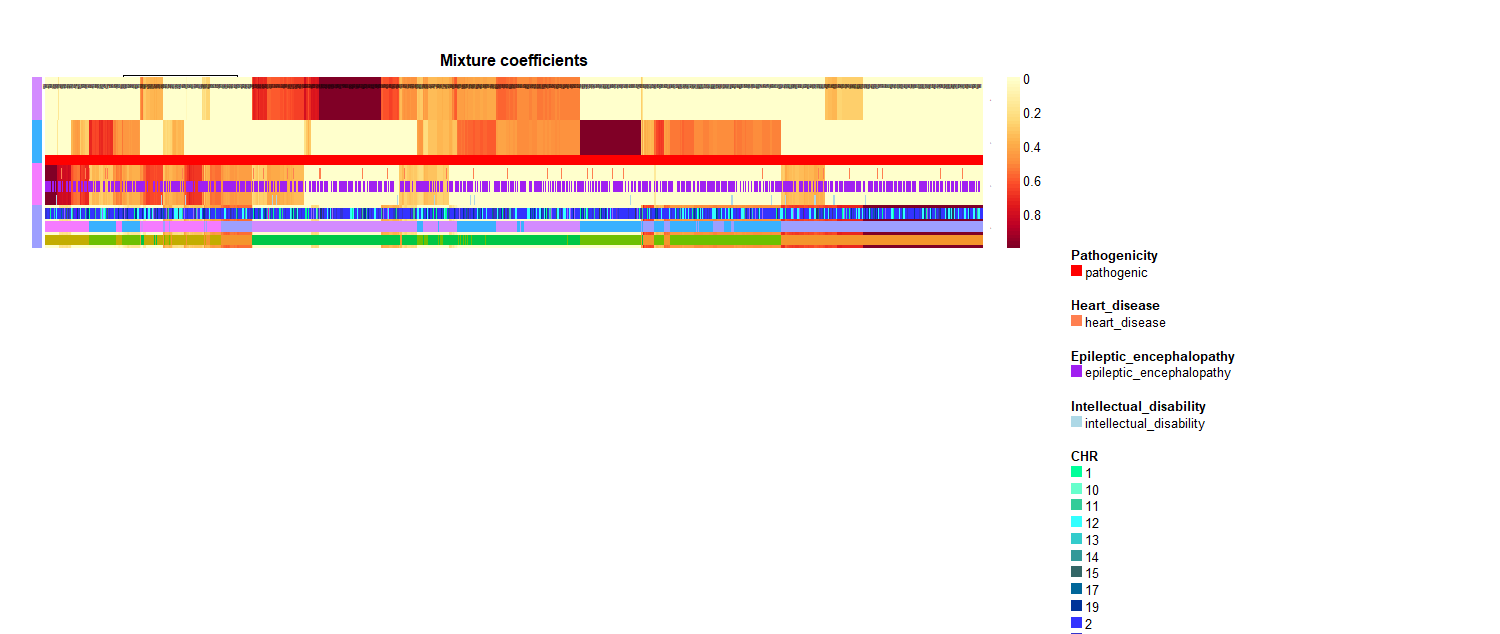 Mixture coefficients
0
0.2
0.4
0.6
0.8
Pathogenicity
pathogenic
Heart_disease
heart_disease
Epileptic_encephalopathy
epileptic_encephalopathy
Intellectual_disability
intellectual_disability
CHR
1
10
11
12
13
14
15
17
19
2